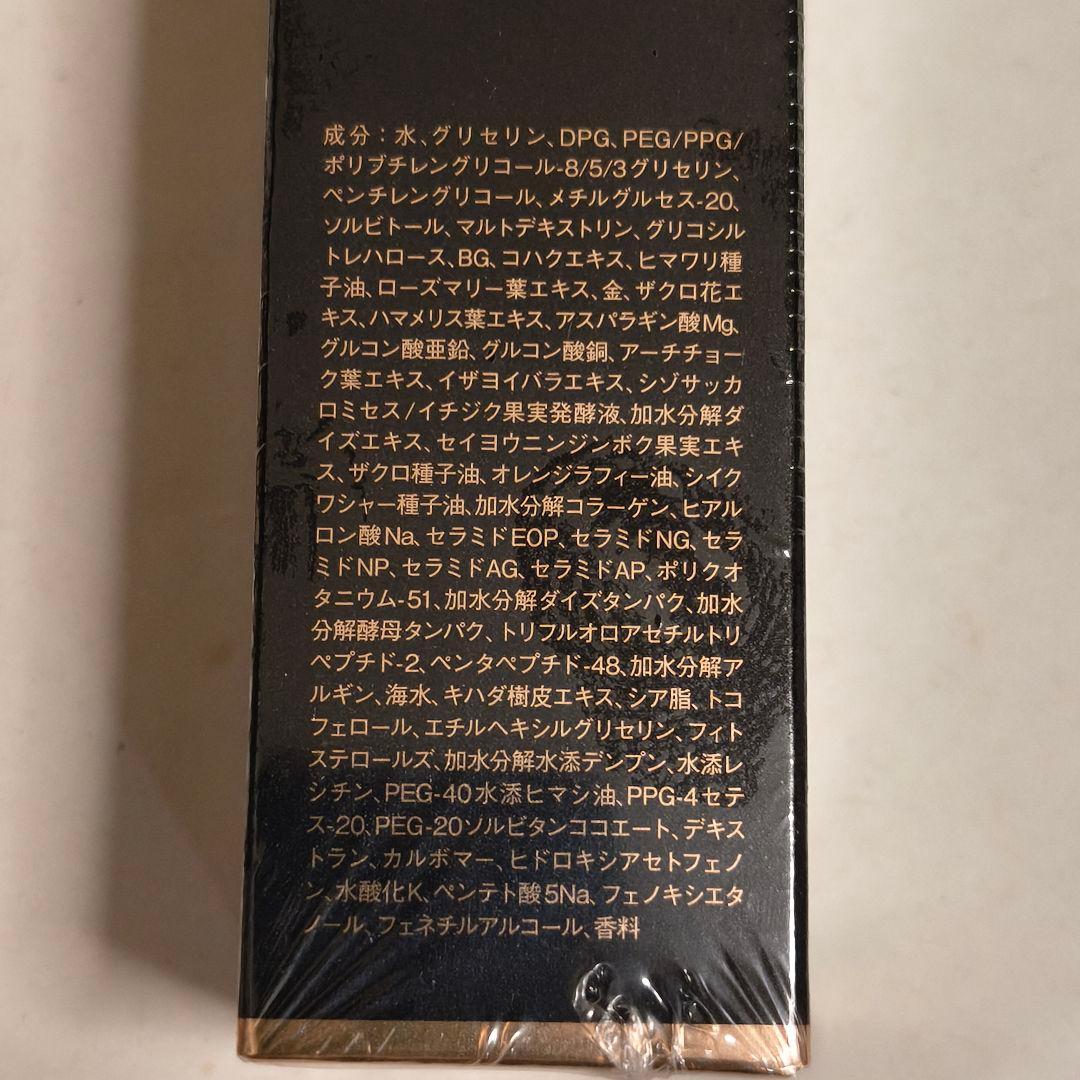 成分：水、グリセリン、DPG、PEG/PPG/
ポリブチレングリコール-8/5/3グリセリン、
ペンチレングリコール、メチルグルセス-20、
ソルビトール、マルトデキストリン、グリコシル
トレハロース、BG、コハクエキス、ヒマワリ種
子油、ローズマリー葉エキス、金、ザクロ花エ
キス、ハマメリス葉エキス、アスパラギン酸Mg、
グルコン酸亜鉛、グルコン酸銅、アーチチョー
ク葉エキス、イザヨイバラエキス、シゾサッカ
ロミセス/イチジク果実発酵液、加水分解ダ
イズエキス、セイヨウニンジンボク果実エキ
ス、ザクロ種子油、オレンジラフィー油、シイク
ワシャー種子油、加水分解コラーゲン、ヒアル
ロン酸Na、セラミドEOP、セラミドNG、セラ
ミドNP、セラミドAG、セラミドAP、ポリクオ
タニウム-51、加水分解ダイズタンパク、加水
分解酵母タンパク、トリフルオロアセチルトリ
ペプチド-2、ペンタペプチド-48、加水分解ア
ルギン、海水、キハダ樹皮エキス、シア脂、トコ
フェロール、エチルヘキシルグリセリン、フィト
ステロールズ、加水分解水添デンプン、水添レ
シチン、PEG-40水添ヒマシ油、PPG-4セテ
ス-20、PEG-20ソルビタンココエート、デキス
トラン、カルボマー、ヒドロキシアセトフェノ
ン、水酸化K、ペンテト酸5Na、フェノキシエタ
ノール、フェネチルアルコール、香料